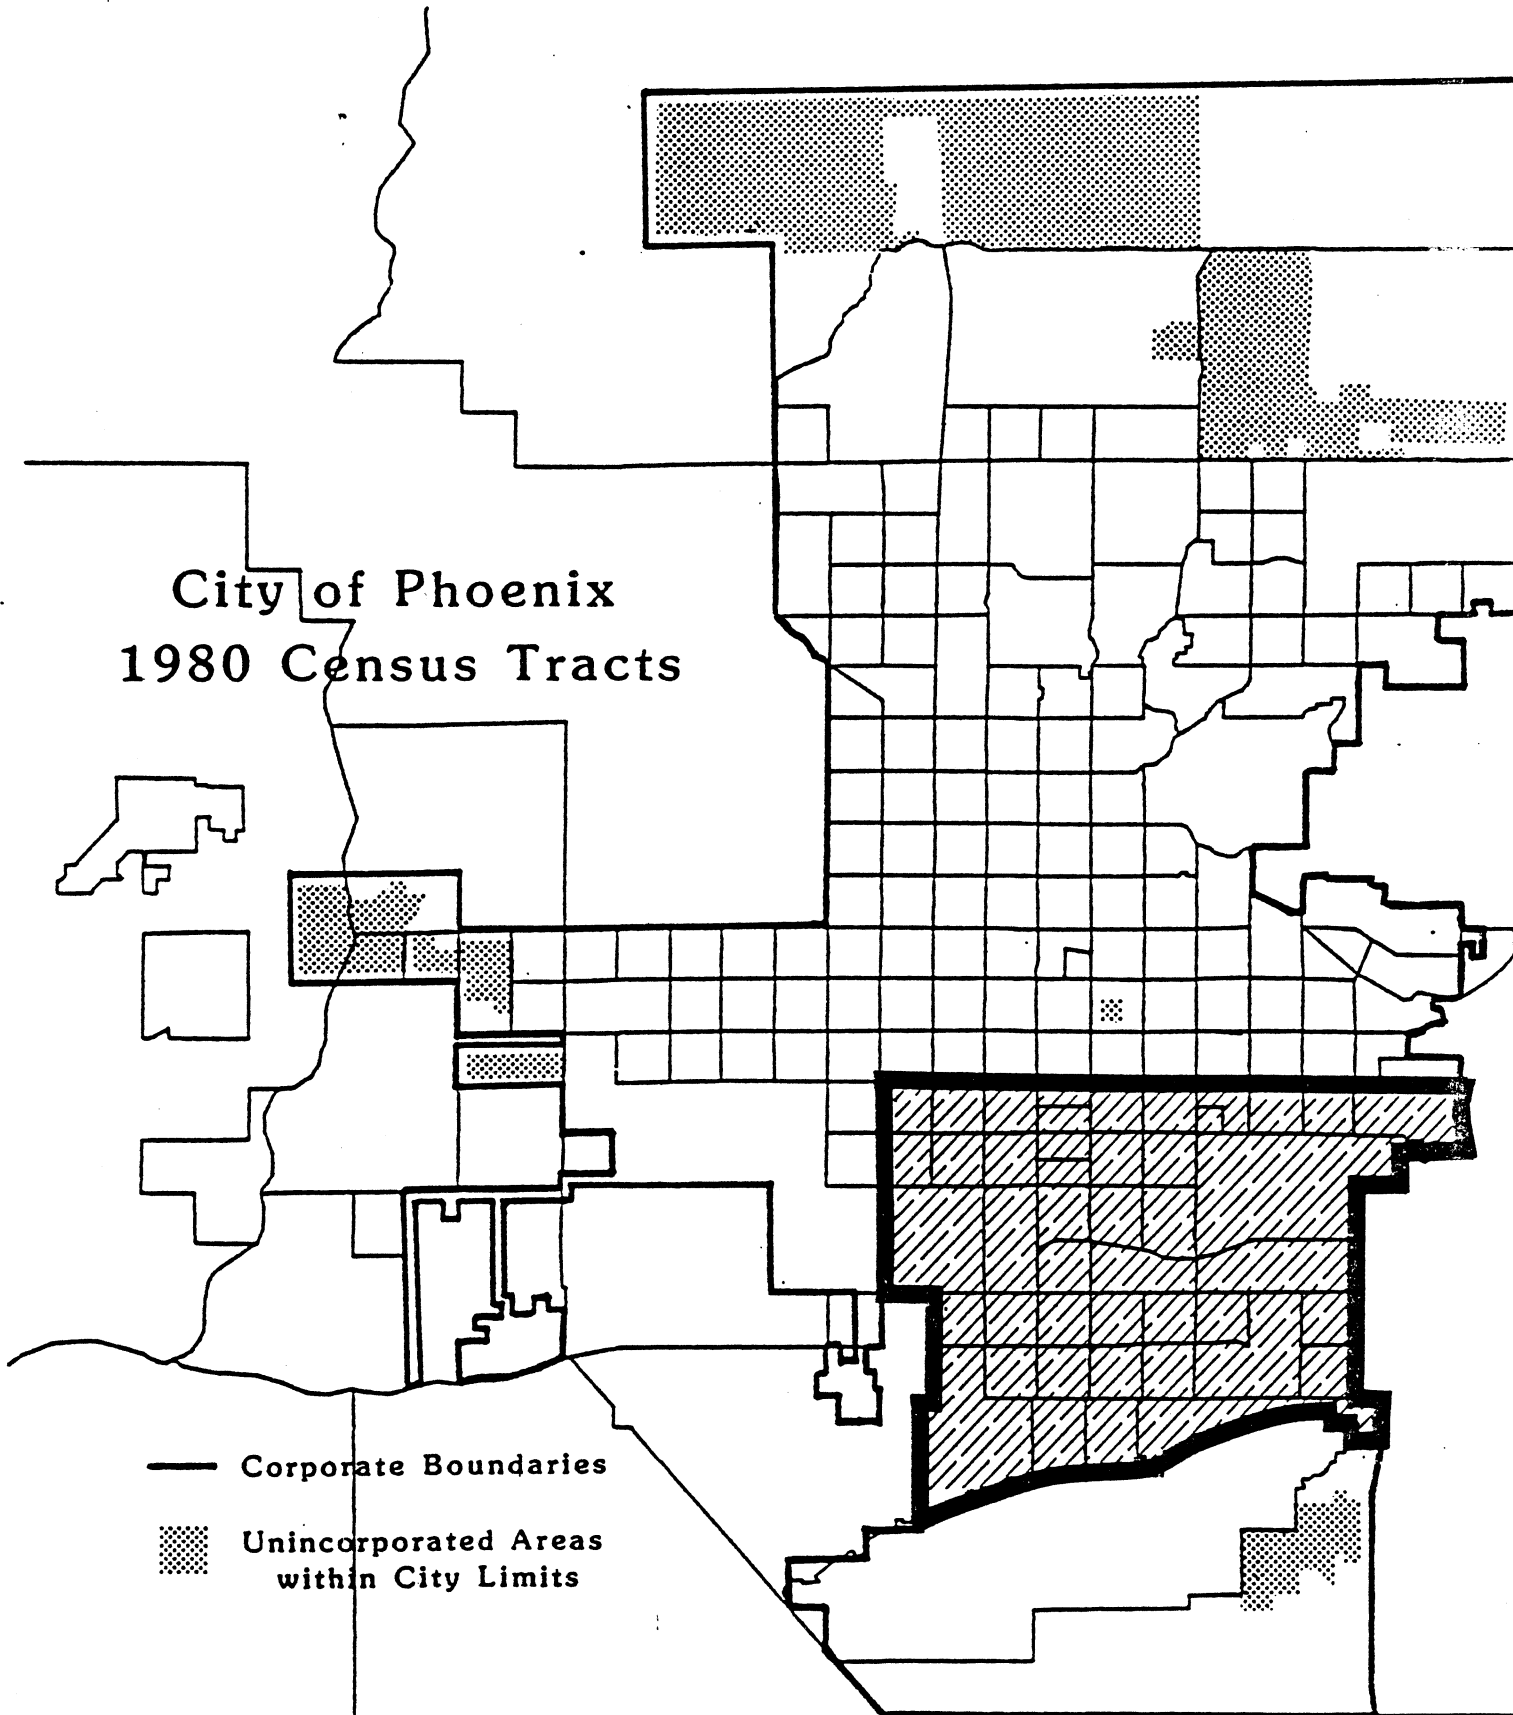 City of Phoenix
1980 Census Tracts
Corporate Boundaries
Unincorporated Areas
within City Limits